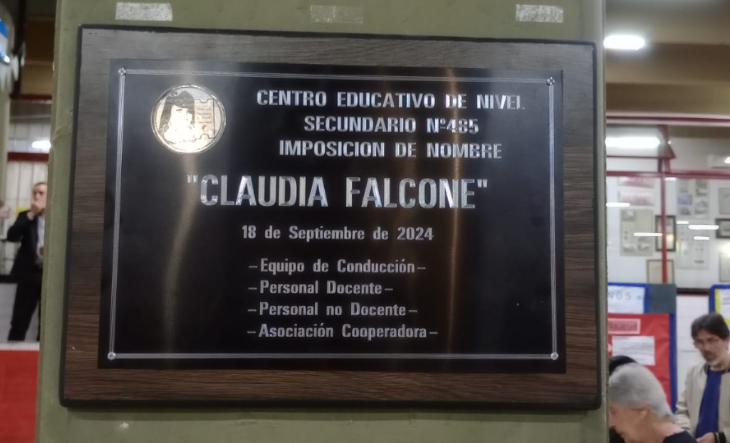 CENTRO EDUCATIVO DE NIVEL
SECUNDARIO Nº485
IMPOSICION DE NOMBRE
"CLAUDIA FALCONE"
18 de Septiembre de 2024
-Equipo de Conducción-
-Personal Docente-
-Personal no Docente-
-Asociación Cooperadora-